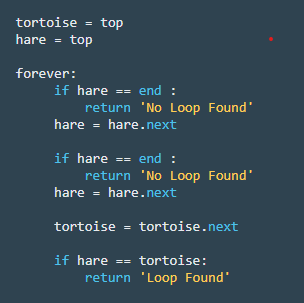 tortoise = top
hare = top
forever:
if hare == end :
return 'No Loop Found'
hare = hare.next
if hare == end :
return 'No Loop Found'
hare = hare.next
tortoise = tortoise.next
if hare == tortoise:
return 'Loop Found'